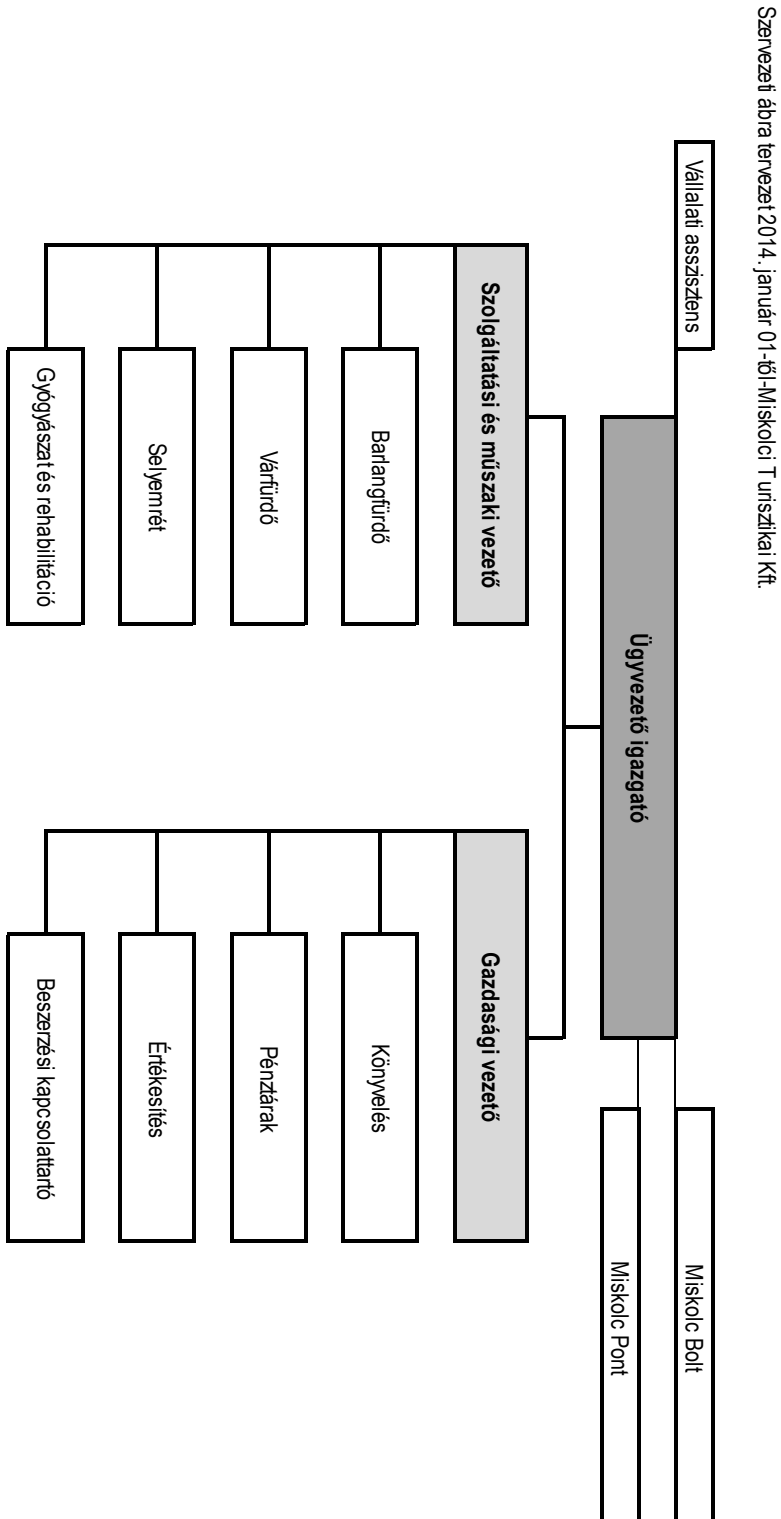 Szervezeti ábra tervezet 2014. január 01-től-Miskolci Turisztikai Kft.
Vállalati asszisztens
Miskolc Bolt
Ügyvezető igazgató
Miskolc Pont
Szolgáltatási és műszaki vezető
Gazdasági vezető
Barlangfürdő
Könyvelés
Várfürdő
Pénztárak
Selyemrét
Értékesítés
Gyógyászat és rehabilitáció
Beszerzési kapcsolattartó